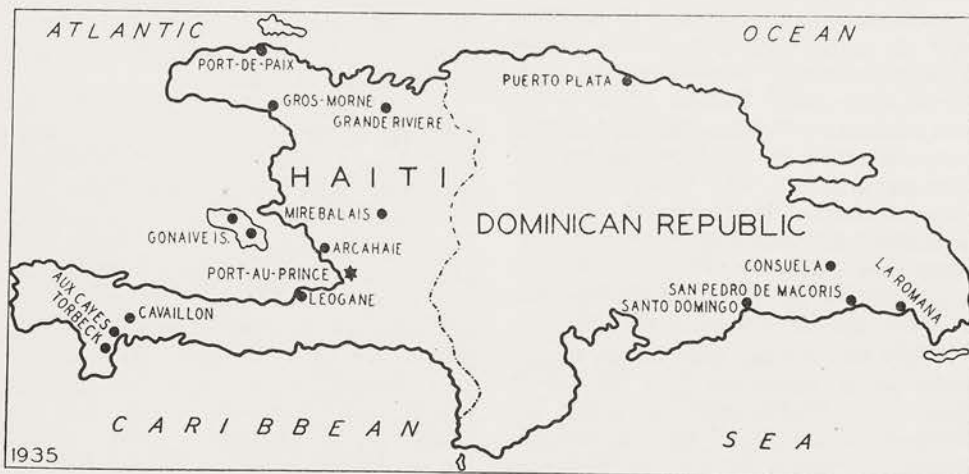 ATLANTIC OCEAN
PORT-DE-PAIX
PUERTO PLATA
GROS-MORNE
GRANDE RIVIERE
HAITI
MIREBALAIS
DOMINICAN REPUBLIC
GONAIVE IS.
ARCAHAIE
PORT-AU-PRINCE
CONSUELA
LEOGANE
SAN PEDRO DE MACORIS
LA ROMANA
SANTO DOMINGO
AUX CAYES
TORBECK
CAVAILLON
CARIBBEAN SEA
1935